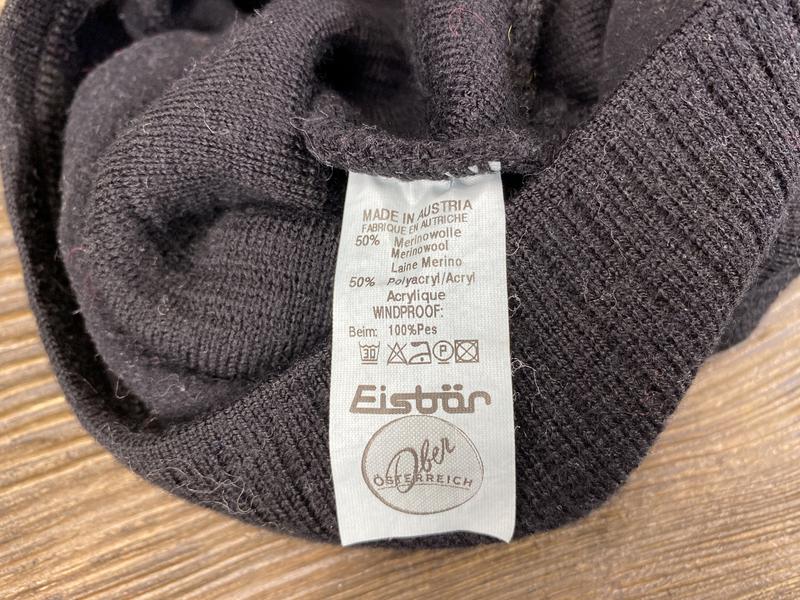 MADE IN AUSTRIA
FABRIQUE EN AUTRICHE
50% Merinowolle
Merinowool
Laine Merino
50% Polyacryl/Acryl
Acrylique
WINDPROOF:
Beim: 100%Pes
30 P
Eisbär
Ober
ÖSTERREICH